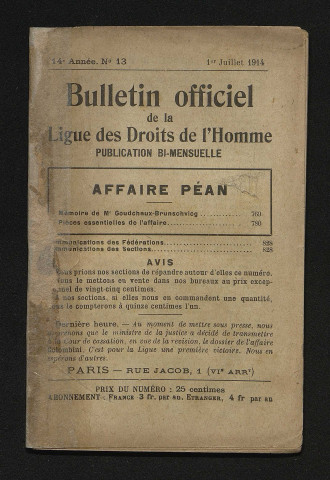 14e Année. No 13 1er Juillet 1914
Bulletin officiel
de la
Ligue des Droits de l'Homme
PUBLICATION BI-MENSUELLE
AFFAIRE PÉAN
Mémoire de Me Goudchaux-Brunschvicg 760
Pièces essentielles de l'affaire 780
Communications des Fédérations 828
Communications des Sections 828
AVIS
Nous prions nos sections de répandre autour d'elles ce numéro.
Nous le mettons en vente dans nos bureaux au prix excep-
tionnel de vingt-cinq centimes
nos sections, si elles nous en commandent une quantité,
nous le compterons à quinze centimes l'un.
Dernière heure. — Au moment de mettre sous presse, nous
apprenons que le ministre de la justice a décidé de transmettre
Cour de cassation, en vue de la revision, le dossier de l'affaire
C'est pour la Ligue une première victoire. Nous en
espérons d'autres.
PARIS — RUE JACOB, 1 (VIe ARRt)
PRIX DU NUMÉRO : 25 centimes
ABONNEMENT : FRANCE 3 fr. par an. ETRANGER, 4 fr par an